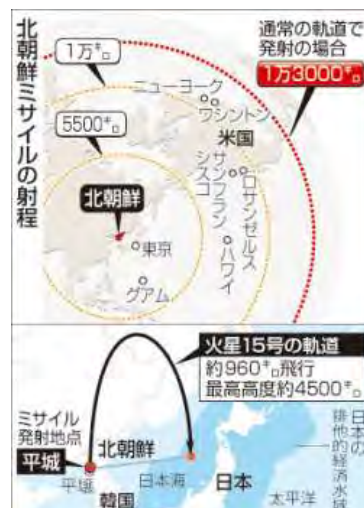 北朝鮮ミサイルの射程
通常の軌道で
発射の場合
1万3000㌔
1万㌔
5500㌔
ニューヨーク
ワシントン
米国
サンフラン
シスコ
ロサンゼルス
ハワイ
北朝鮮
東京
グアム
火星15号の軌道
約960㌔飛行
最高高度約4500㌔
ミサイル
発射地点
平城
平壌
北朝鮮
韓国
日本海
日本
日本の
排他的経済水域
太平洋